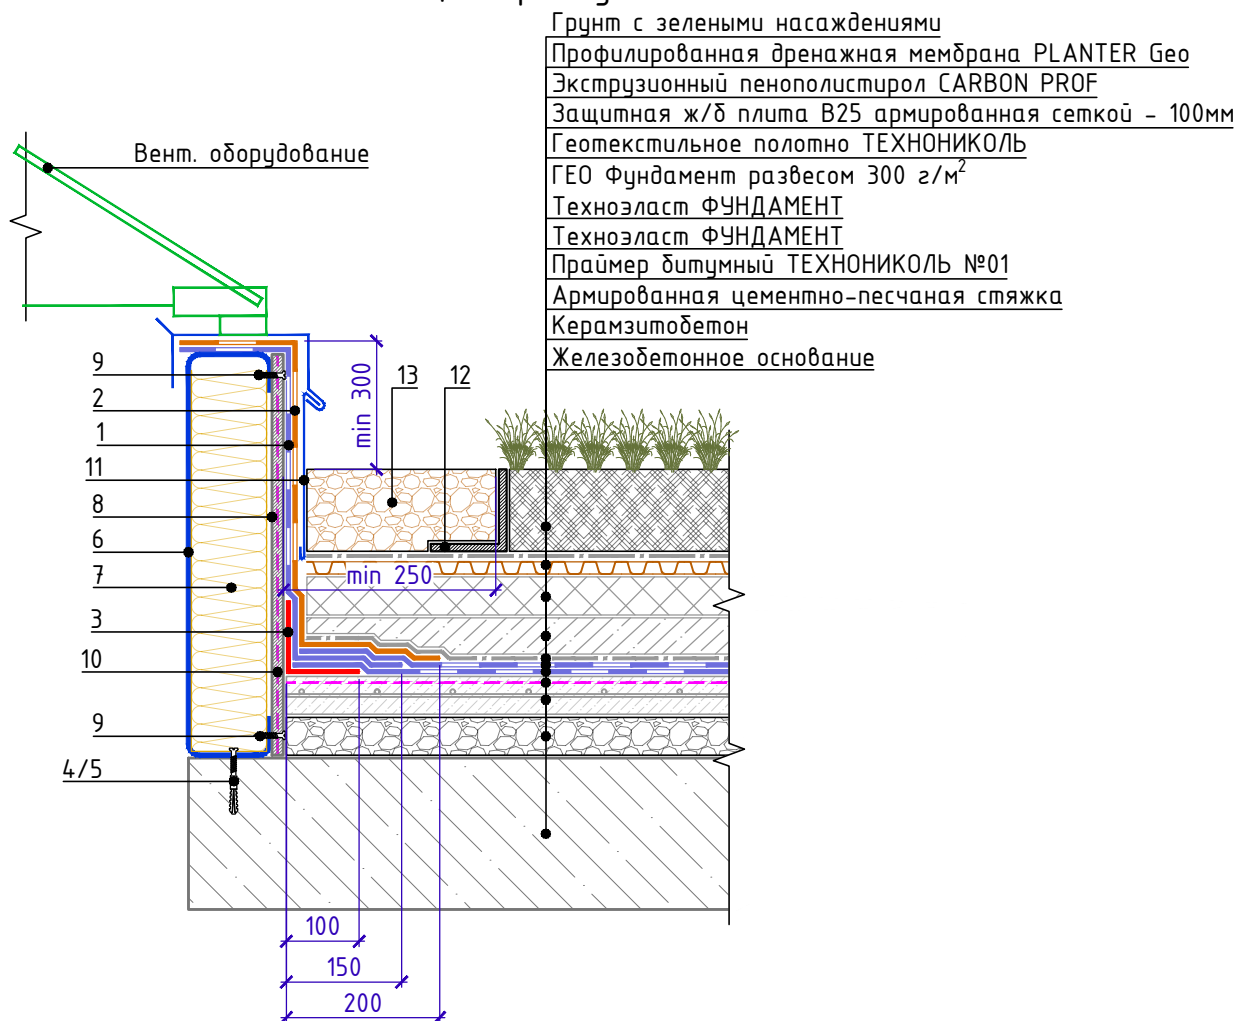 Грунт с зелеными насаждениями
Профилированная дренажная мембрана PLANTER Geo
Экструзионный пенополистирол CARBON PROF
Защитная ж/б плита В25 армированная сеткой - 100мм
Геотекстильное полотно ТЕХНОНИКОЛЬ
ГЕО Фундамент развесом 300 г/м²
Техноэласт ФУНДАМЕНТ
Техноэласт ФУНДАМЕНТ
Праймер битумный ТЕХНОНИКОЛЬ №01
Армированная цементно-песчаная стяжка
Керамзитобетон
Железобетонное основание
Вент. оборудование
9
2
1
11
8
6
7
3
10
9
4/5
min 300
13
12
min 250
100
150
200